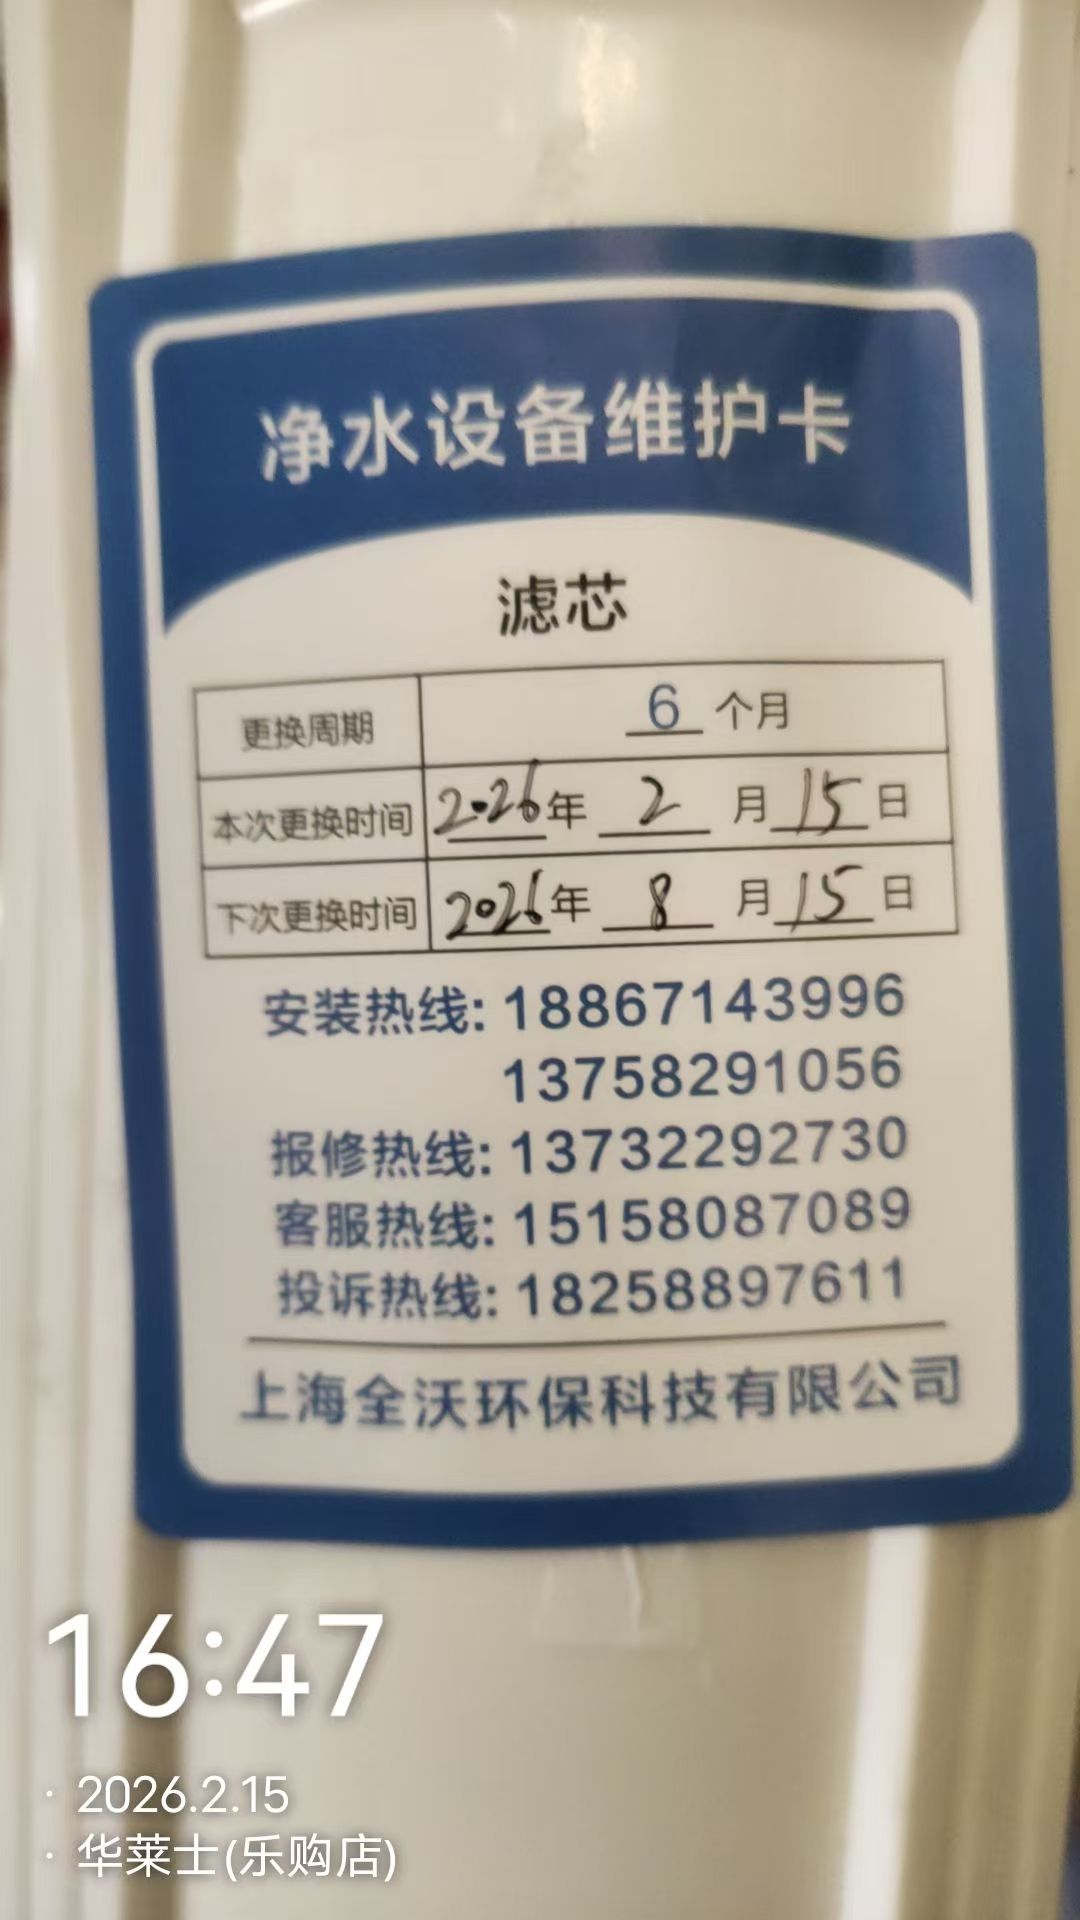 净水设备维护卡
滤芯
更换周期 6 个月
本次更换时间 2026年 2 月 15 日
下次更换时间 2026年 8 月 15 日
安装热线: 18867143996
13758291056
报修热线: 13732292730
客服热线: 15158087089
投诉热线: 18258897611
上海全沃环保科技有限公司
16:47
· 2026.2.15
· 华莱士(乐购店)